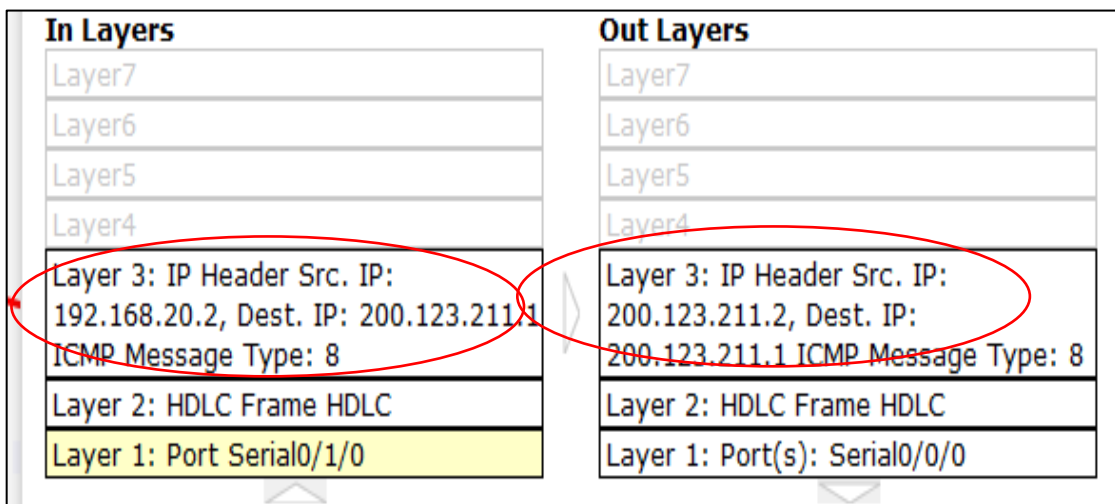 In Layers
Layer7
Layer6
Layer5
Layer4
Layer 3: IP Header Src. IP:
192.168.20.2, Dest. IP: 200.123.211.1
ICMP Message Type: 8
Layer 2: HDLC Frame HDLC
Layer 1: Port Serial0/1/0
Out Layers
Layer7
Layer6
Layer5
Layer4
Layer 3: IP Header Src. IP:
200.123.211.2, Dest. IP:
200.123.211.1 ICMP Message Type: 8
Layer 2: HDLC Frame HDLC
Layer 1: Port(s): Serial0/0/0